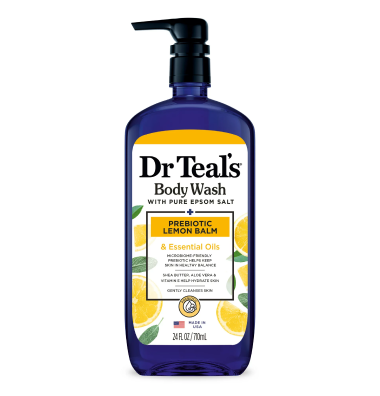 Dr Teal's
Body Wash
WITH PURE EPSOM SALT
+
PREBIOTIC
LEMON BALM
& Essential Oils
MICROBIOME-FRIENDLY
PREBIOTIC HELPS KEEP
SKIN IN HEALTHY BALANCE
SHEA BUTTER, ALOE VERA &
VITAMIN E HELP HYDRATE SKIN
GENTLY CLEANSES SKIN
MADE IN
USA
24 FL OZ/710mL